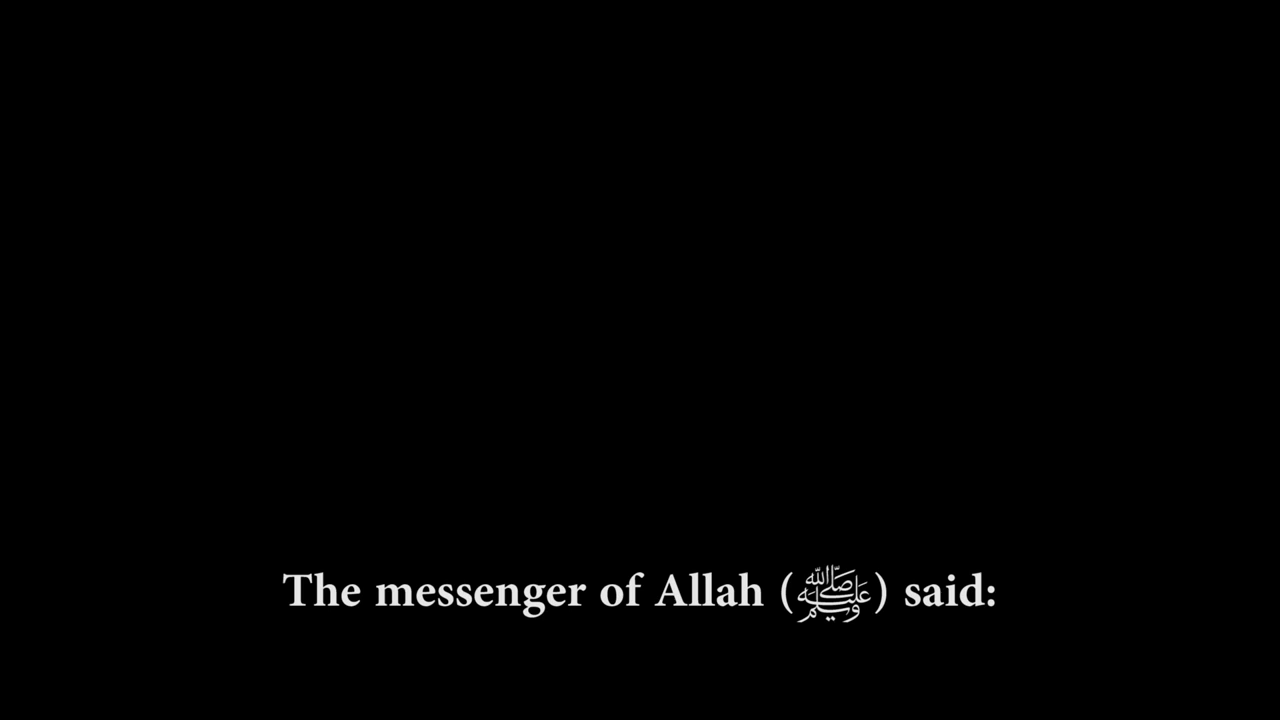 The messenger of Allah (ﷺ) said: